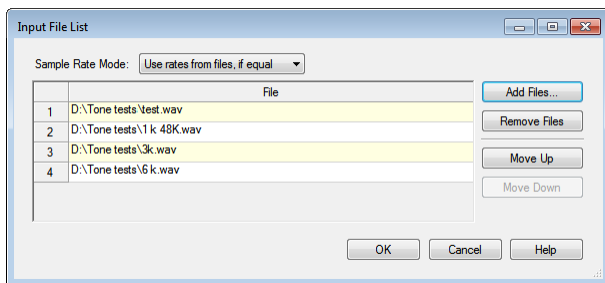 Input File List
Sample Rate Mode: Use rates from files, if equal
File
Add Files...
1 D:\Tone tests\test.wav
Remove Files
2 D:\Tone tests\1 k 48K.wav
3 D:\Tone tests\3k.wav
Move Up
4 D:\Tone tests\6 k.wav
Move Down
OK Cancel Help